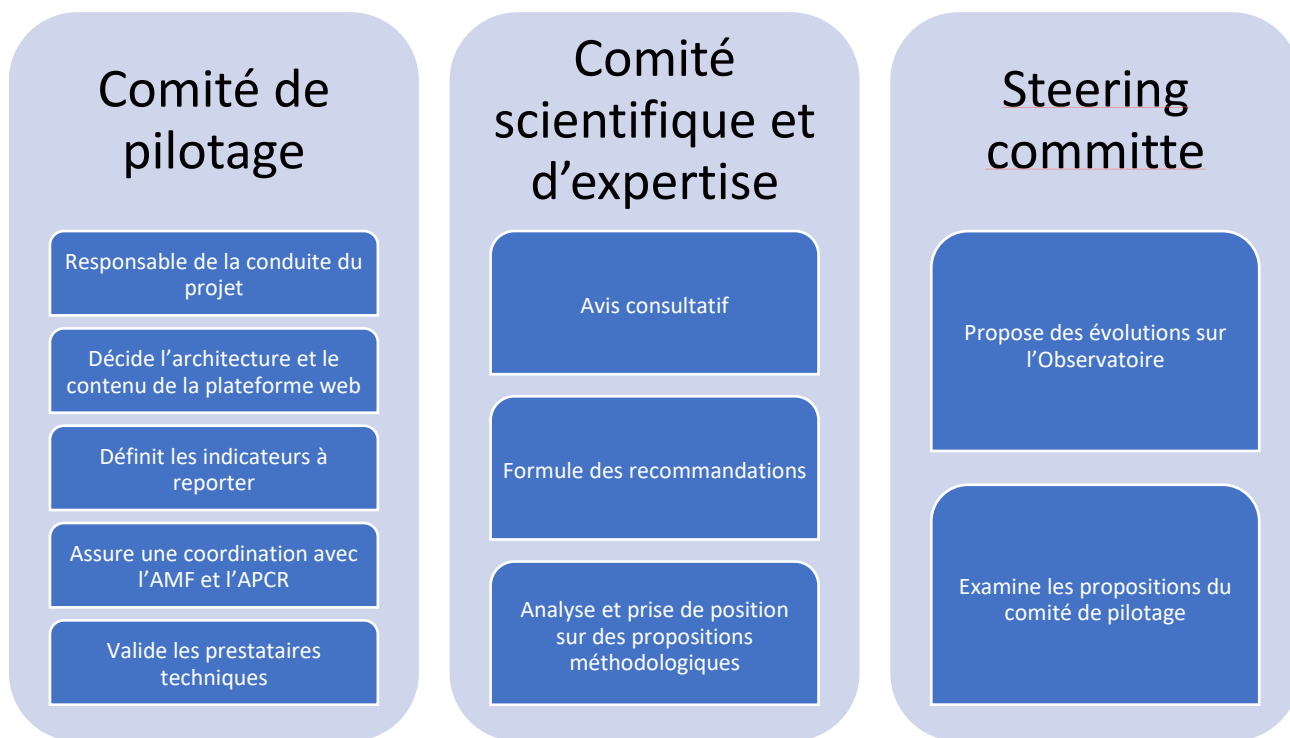 Comité de
pilotage
Responsable de la conduite du
projet
Décide l’architecture et le
contenu de la plateforme web
Définit les indicateurs à
reporter
Assure une coordination avec
l’AMF et l’APCR
Valide les prestataires
techniques
Comité
scientifique et
d’expertise
Avis consultatif
Formule des recommandations
Analyse et prise de position
sur des propositions
méthodologiques
Steering
committe
Propose des évolutions sur
l’Observatoire
Examine les propositions du
comité de pilotage